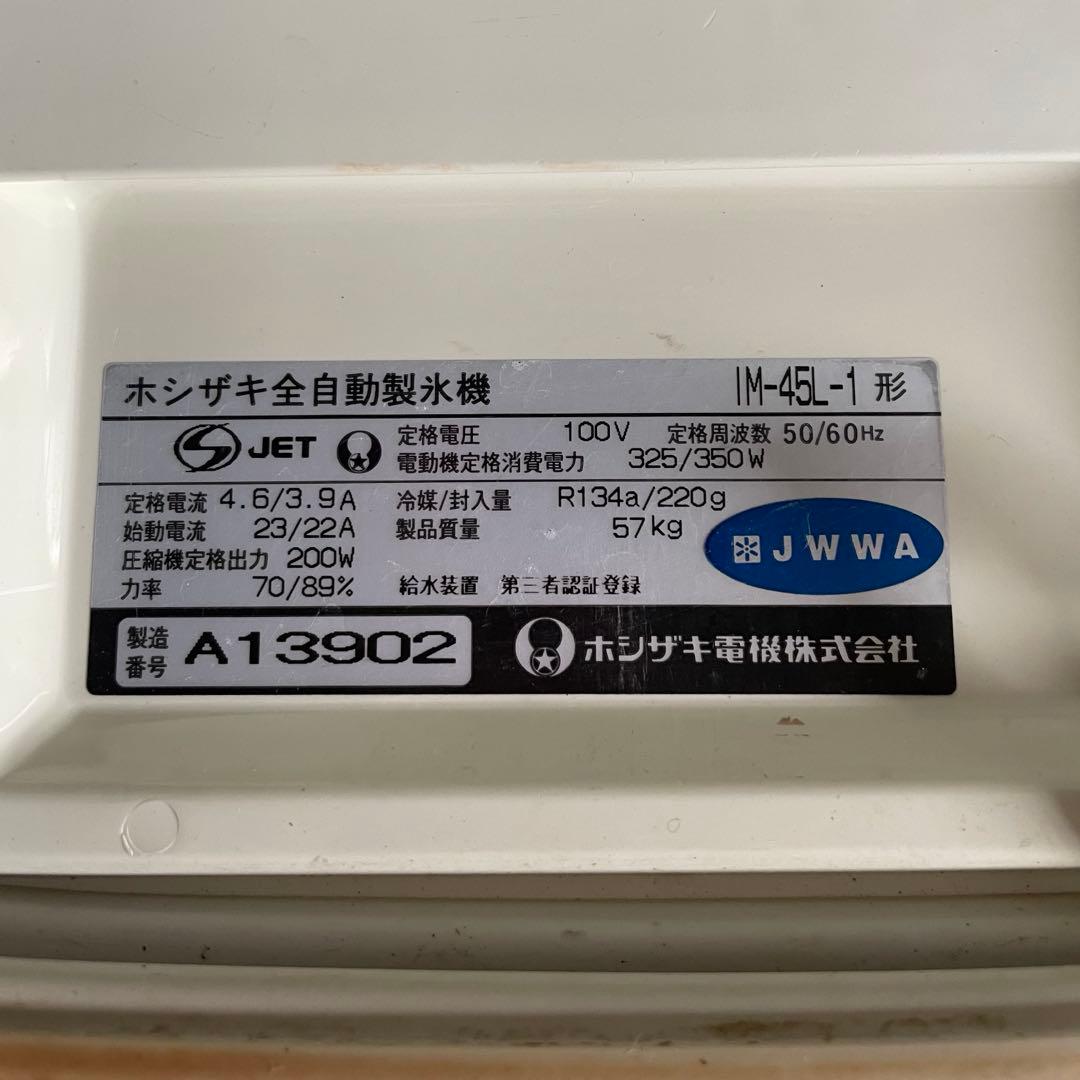 ホシザキ全自動製氷機 IM-45L-1 形
JET 定格電圧 100V 定格周波数 50/60Hz
電動機定格消費電力 325/350W
定格電流 4.6/3.9A 冷媒/封入量 R134a/220g
始動電流 23/22A 製品質量 57kg
圧縮機定格出力 200W
力率 70/89% 給水装置 第三者認証登録
JWWA
製造番号 A13902 ホシザキ電機株式会社